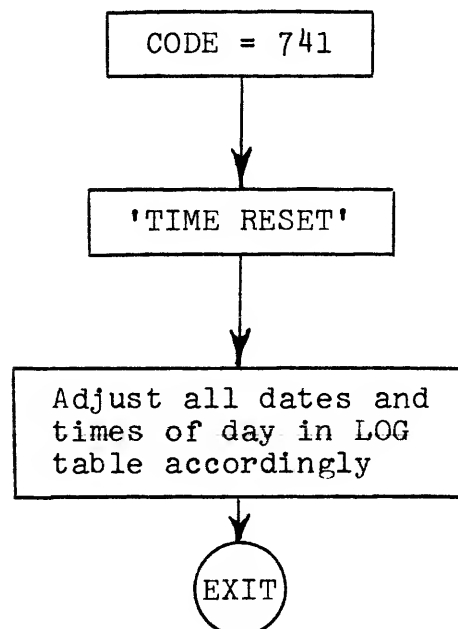 CODE = 741
'TIME RESET'
Adjust all dates and
times of day in LOG
table accordingly
EXIT